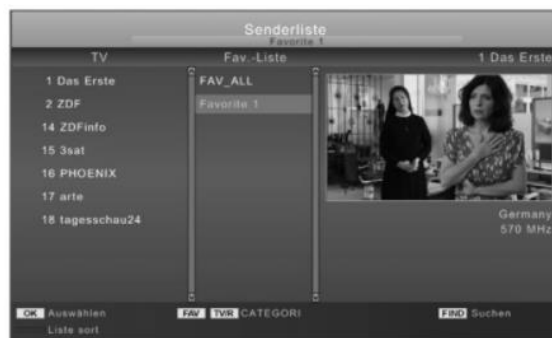 Senderliste
Favorite 1
TV
Fav.-Liste
1 Das Erste
1 Das Erste
2 ZDF
14 ZDFinfo
15 3sat
16 PHOENIX
17 arte
18 tagesschau24
FAV_ALL
Favorite 1
Germany
570 MHz
OK Auswählen
FAV TV/R CATEGORI
FIND Suchen
Liste sort